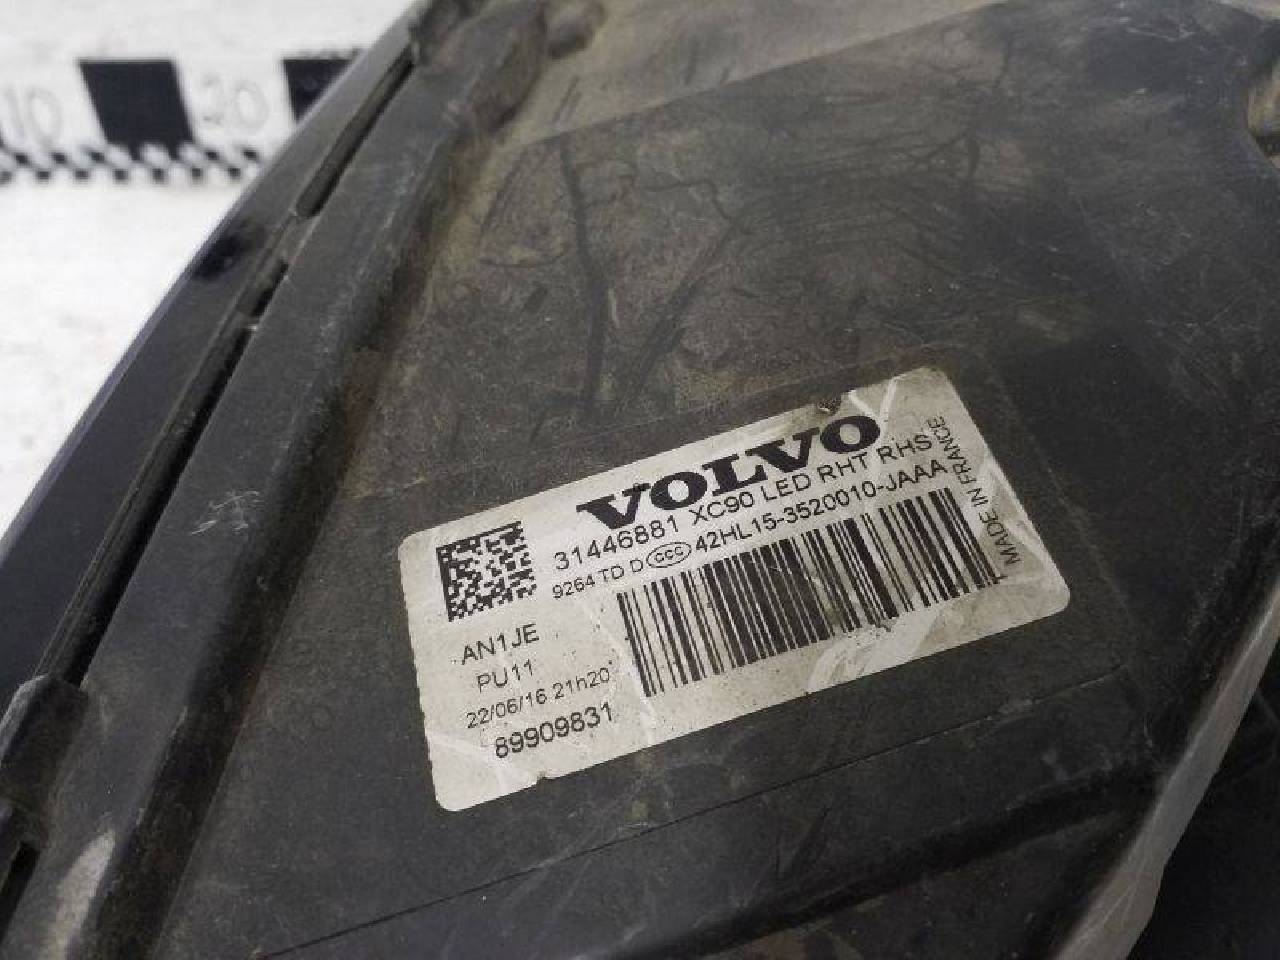 10 20
VOLVO
31446881 XC90 LED RHT RHS
9264 TD D CCC 42HL15-3520010-JAAA
MADE IN FRANCE
AN1JE
PU11
22/06/16 21h20
89909831